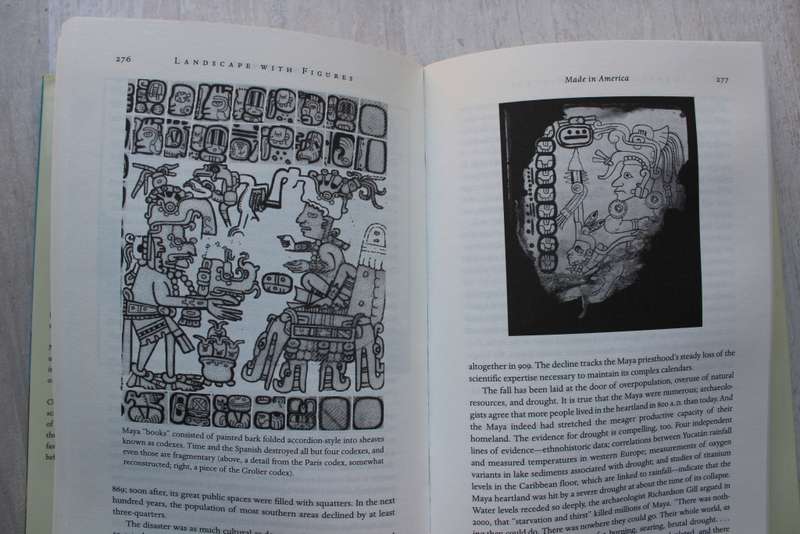 276
LANDSCAPE WITH FIGURES
Maya "books" consisted of painted bark folded accordion-style into sheaves
known as codexes. Time and the Spanish destroyed all but four codexes, and
even those are fragmentary (above, a detail from the Paris codex, somewhat
reconstructed; right, a piece of the Grolier codex).
869; soon after, its great public spaces were filled with squatters. In the next
hundred years, the population of most southern areas declined by at least
three-quarters.
The disaster was as much cultural as
Made in America
277
altogether in 909. The decline tracks the Maya priesthood's steady loss of the
scientific expertise necessary to maintain its complex calendars.
The fall has been laid at the door of overpopulation, overuse of natural
resources, and drought. It is true that the Maya were numerous; archaeolo-
gists agree that more people lived in the heartland in 800 A.D. than today. And
the Maya indeed had stretched the meager productive capacity of their
homeland. The evidence for drought is compelling, too. Four independent
lines of evidence—ethnohistoric data; correlations between Yucatán rainfall
and measured temperatures in western Europe; measurements of oxygen
and studies of titanium
levels in the Caribbean floor, which are linked to rainfall—indicate that the
Maya heartland was hit by a severe drought at about the time of its collapse.
Water levels receded so deeply, the archaeologist Richardson Gill argued in
2000, that "starvation and thirst" killed millions of Maya. "There was noth-
they could do. There was nowhere they could go. Their whole world, as
of a burning, searing, brutal drought. . . .